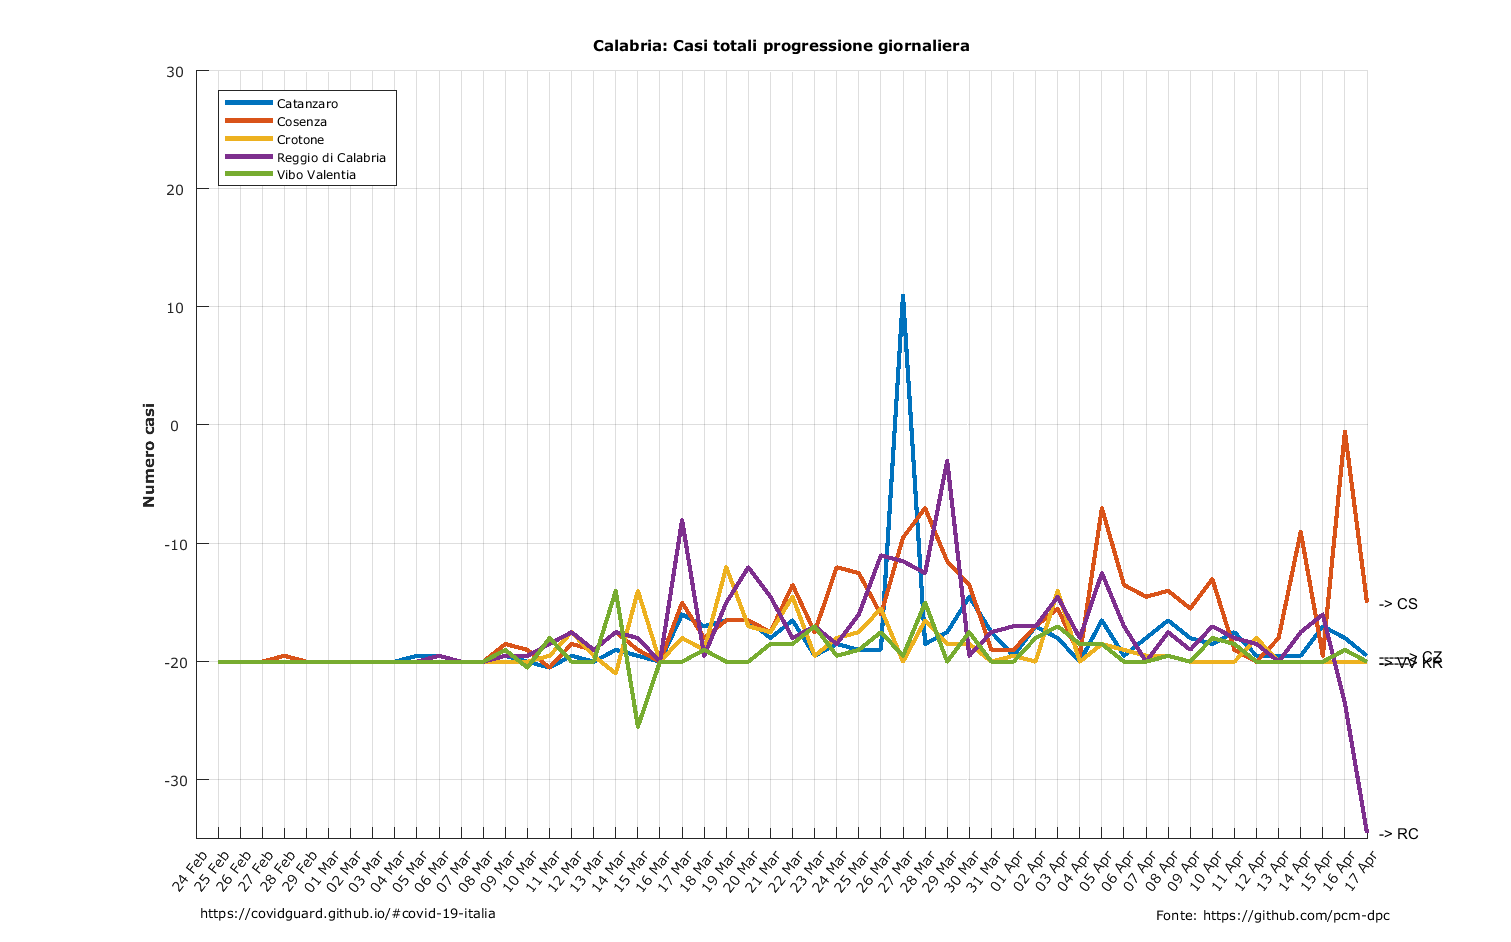 Calabria: Casi totali progressione giornaliera
30
20
10
0
-10
-20
-30
Numero casi
Catanzaro
Cosenza
Crotone
Reggio di Calabria
Vibo Valentia
-> CS
-> CZ
-> VV KR
-> RC
24 Feb
25 Feb
26 Feb
27 Feb
28 Feb
29 Feb
01 Mar
02 Mar
03 Mar
04 Mar
05 Mar
06 Mar
07 Mar
08 Mar
09 Mar
10 Mar
11 Mar
12 Mar
13 Mar
14 Mar
15 Mar
16 Mar
17 Mar
18 Mar
19 Mar
20 Mar
21 Mar
22 Mar
23 Mar
24 Mar
25 Mar
26 Mar
27 Mar
28 Mar
29 Mar
30 Mar
31 Mar
01 Apr
02 Apr
03 Apr
04 Apr
05 Apr
06 Apr
07 Apr
08 Apr
09 Apr
10 Apr
11 Apr
12 Apr
13 Apr
14 Apr
15 Apr
16 Apr
17 Apr
https://covidguard.github.io/#covid-19-italia
Fonte: https://github.com/pcm-dpc